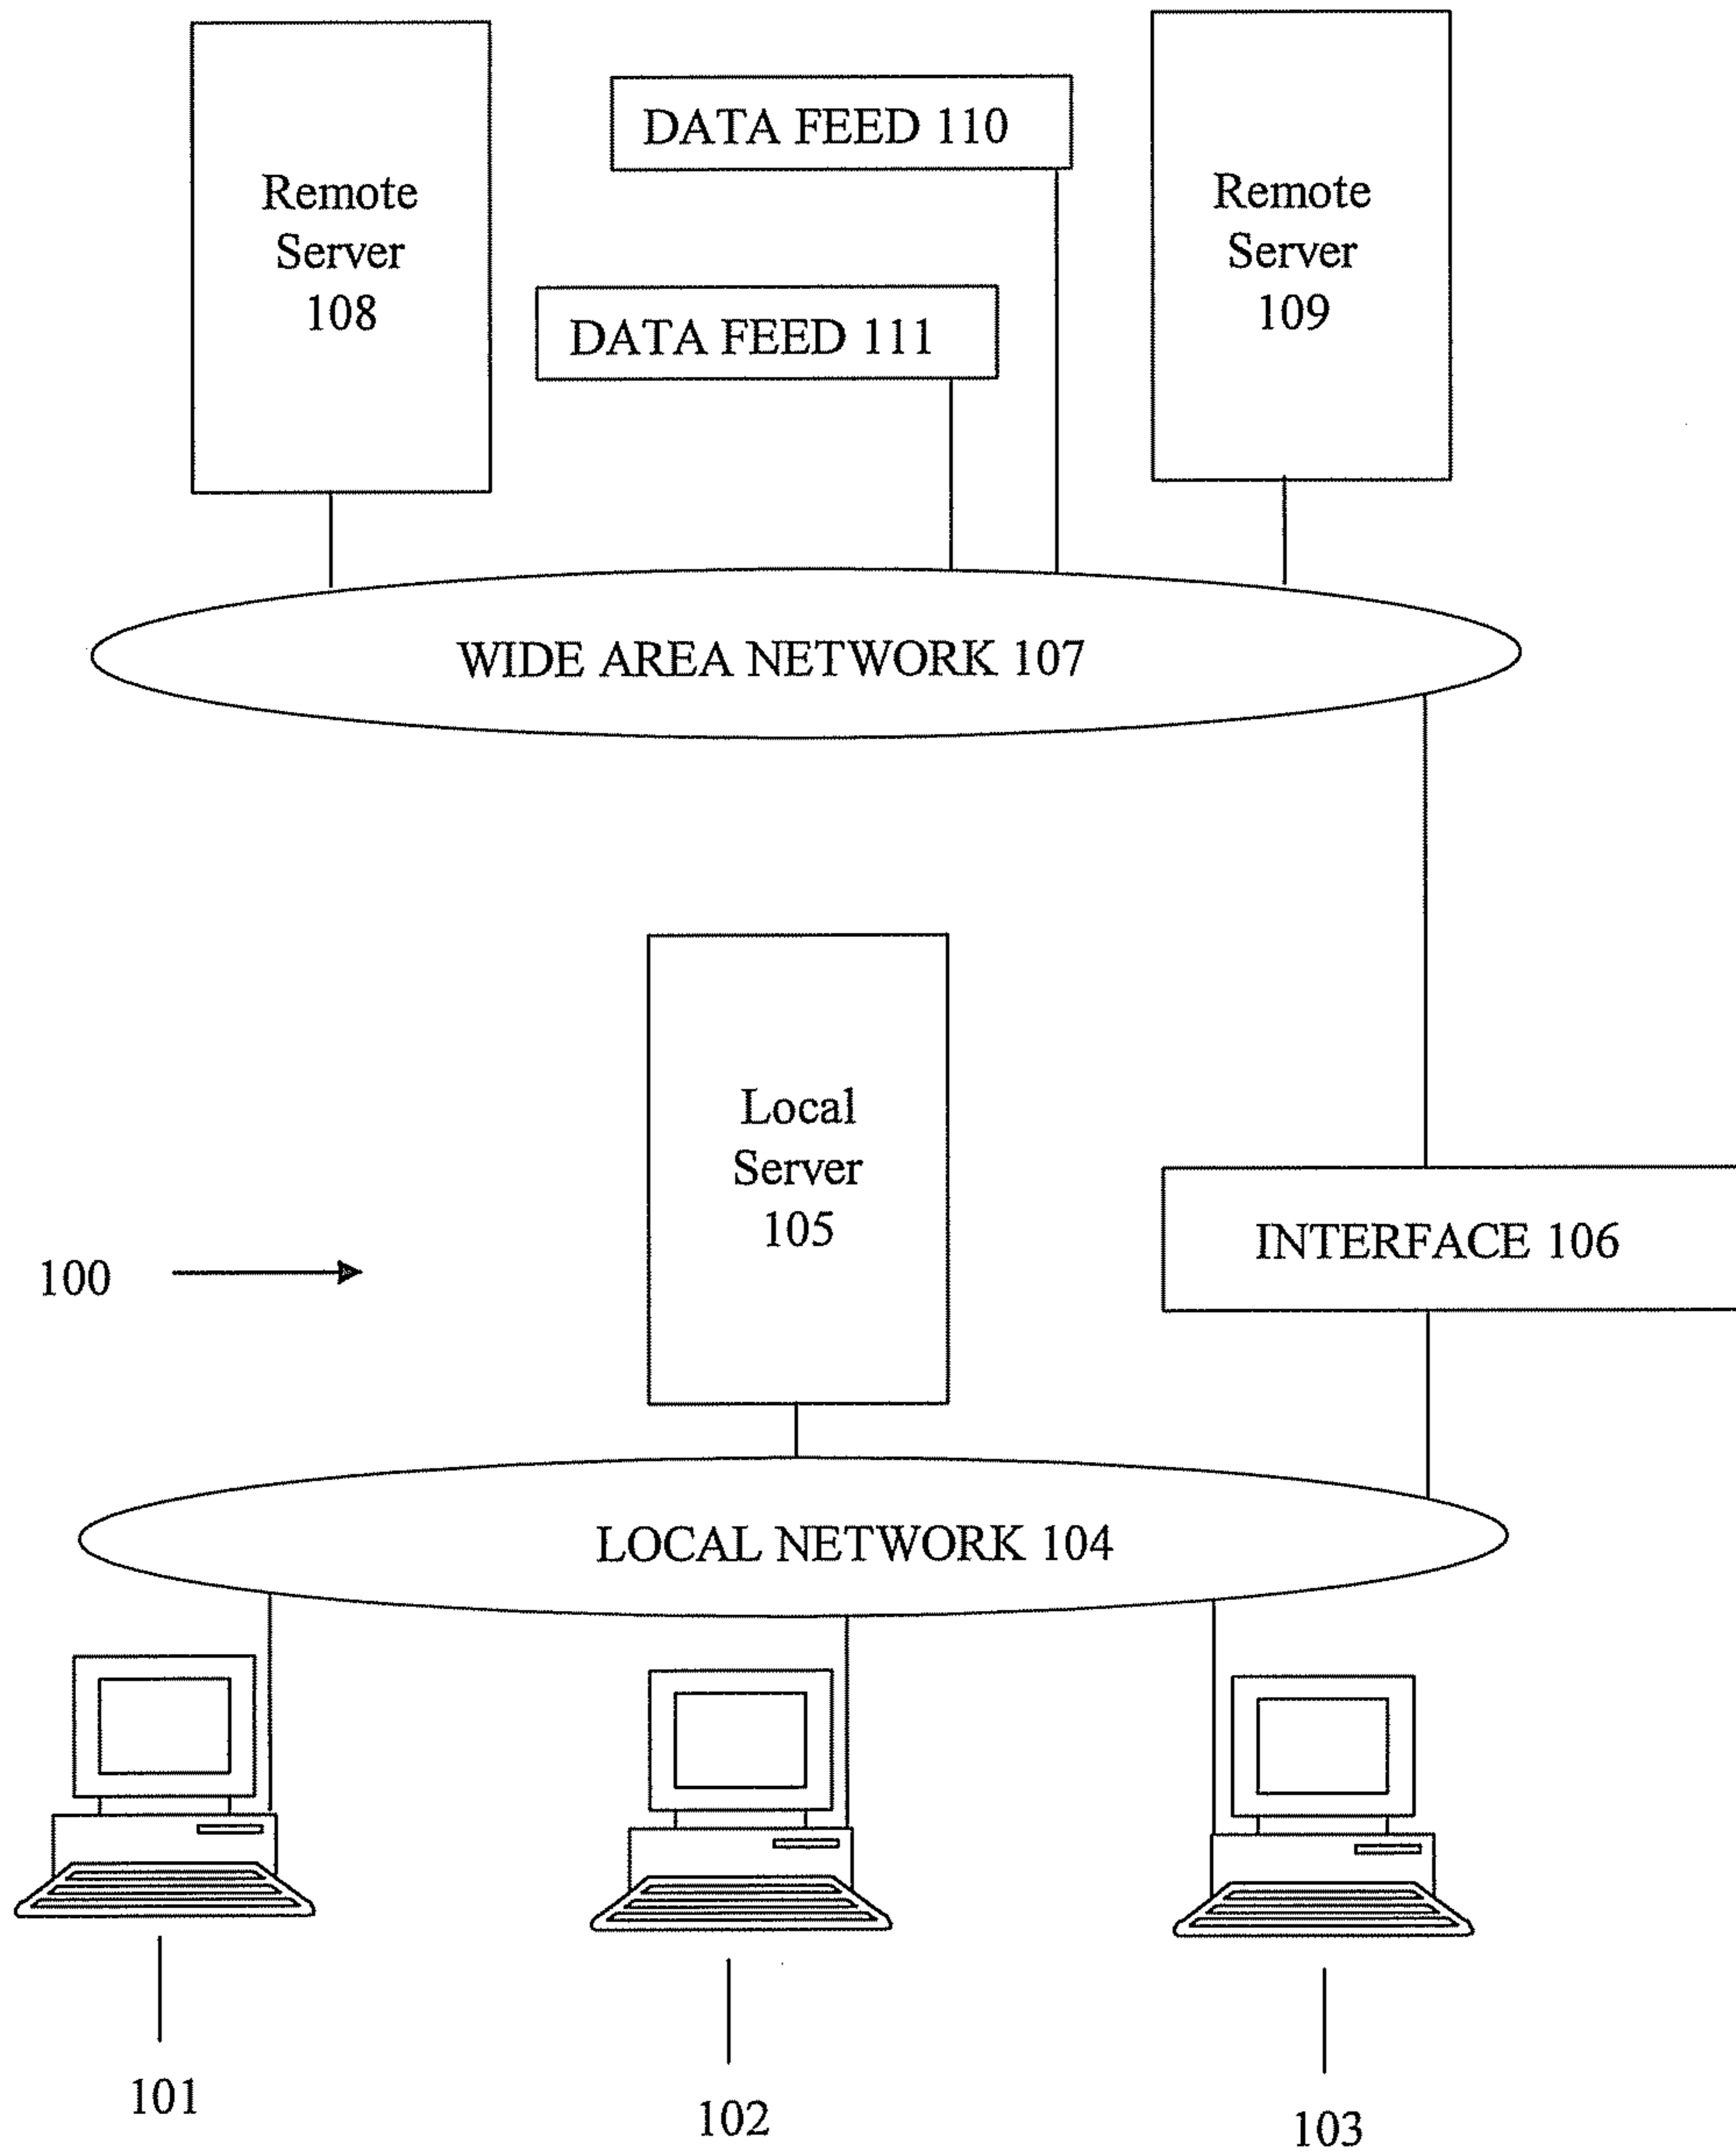 DATA FEED 110
Remote
Server
108
Remote
Server
109
DATA FEED 111
WIDE AREA NETWORK 107
Local
Server
105
INTERFACE 106
100
LOCAL NETWORK 104
101
102
103